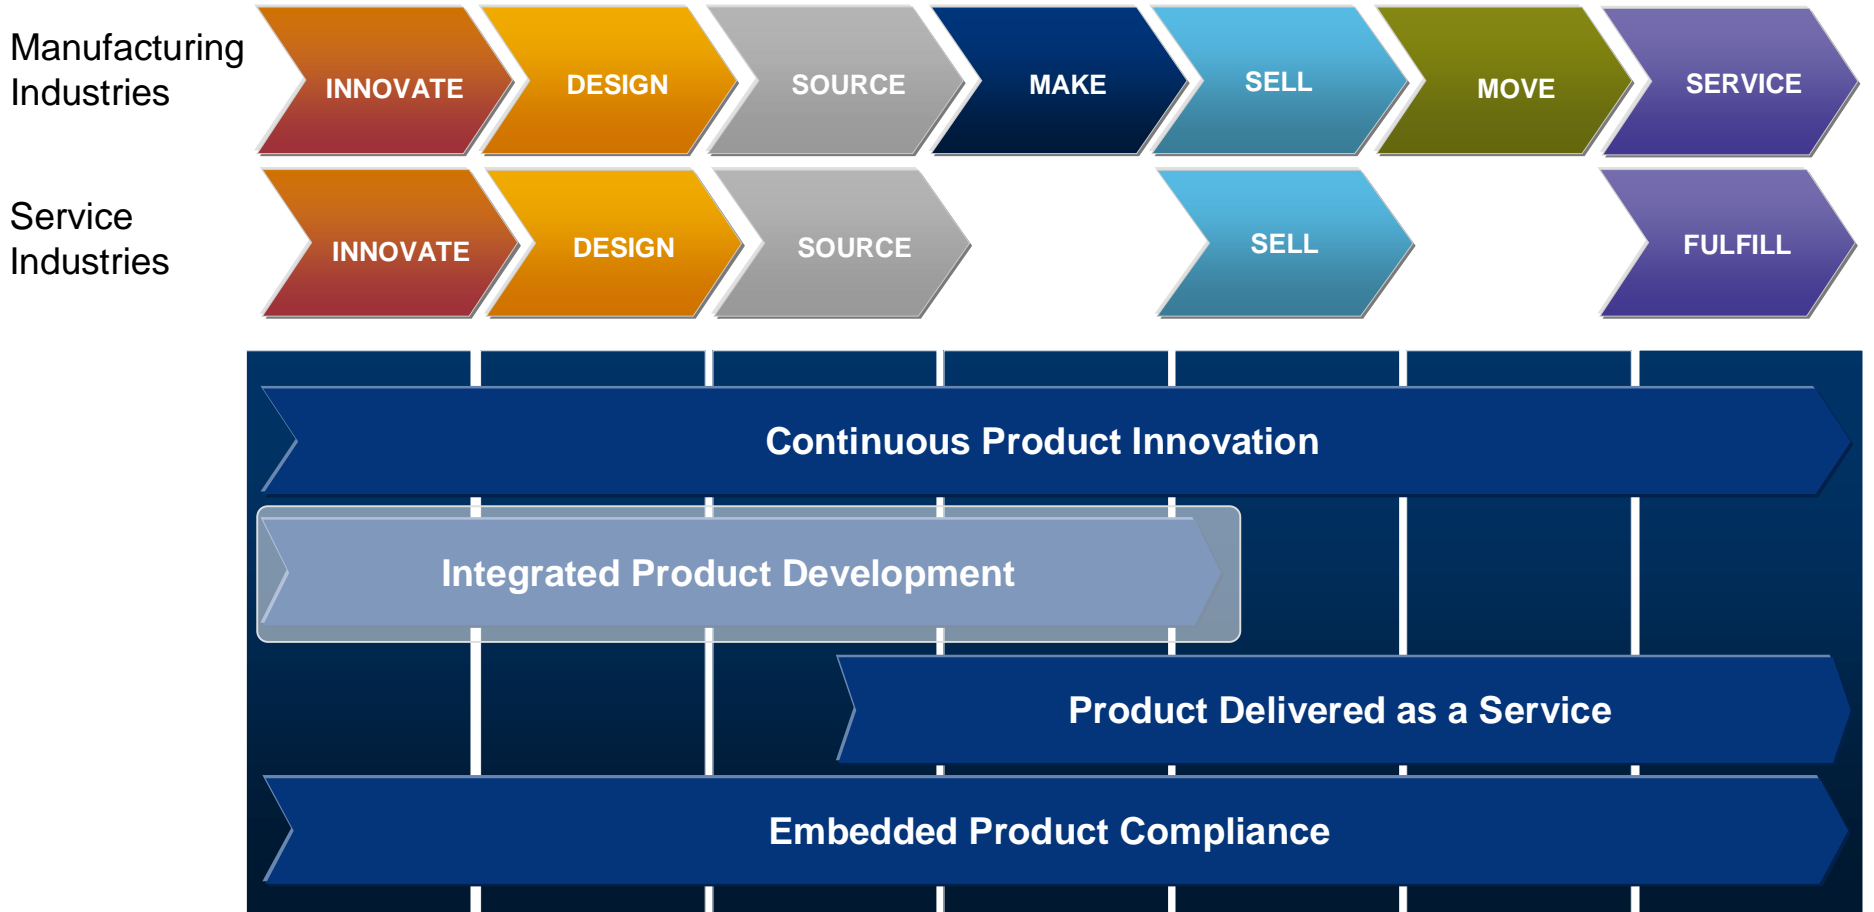 Manufacturing
Industries
INNOVATE
DESIGN
SOURCE
MAKE
SELL
MOVE
SERVICE
Service
Industries
INNOVATE
DESIGN
SOURCE
SELL
FULFILL
Continuous Product Innovation
Integrated Product Development
Product Delivered as a Service
Embedded Product Compliance